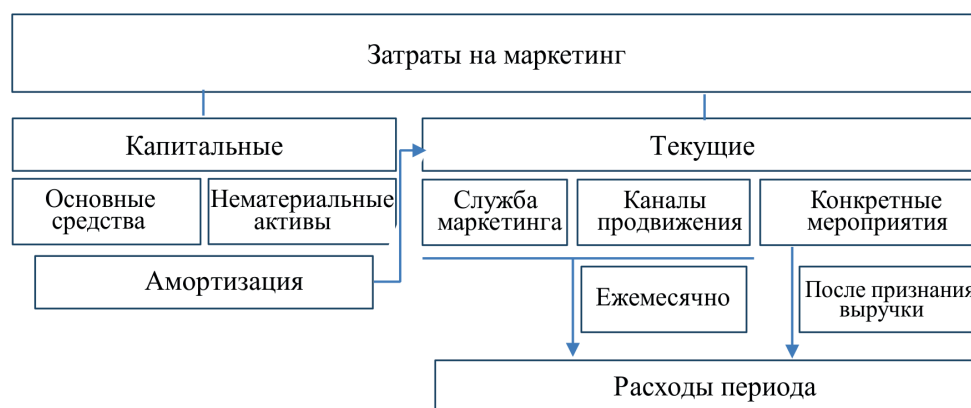 Затраты на маркетинг
Капитальные
Текущие
Основные
средства
Нематериальные
активы
Служба
маркетинга
Каналы
продвижения
Конкретные
мероприятия
Амортизация
Ежемесячно
После признания
выручки
Расходы периода